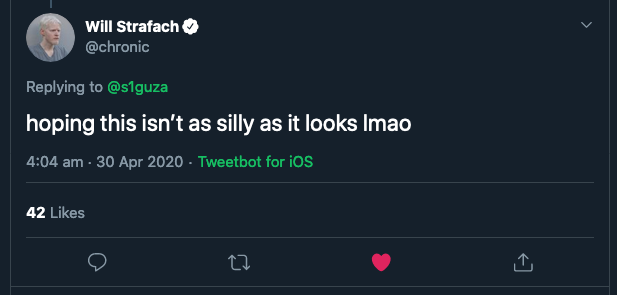 Will Strafach
@chronic
Replying to @s1guza
hoping this isn’t as silly as it looks lmao
4:04 am · 30 Apr 2020 · Tweetbot for iOS
42 Likes